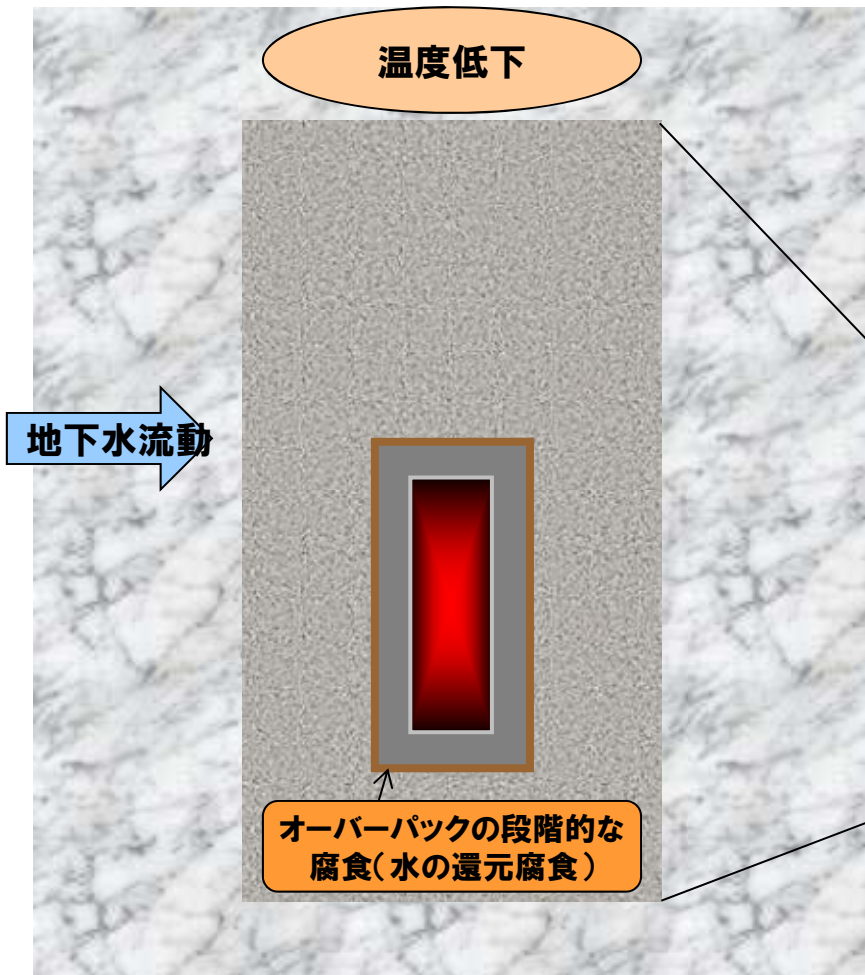 温度低下
地下水流動
オーバーパックの段階的な
腐食（水の還元腐食）